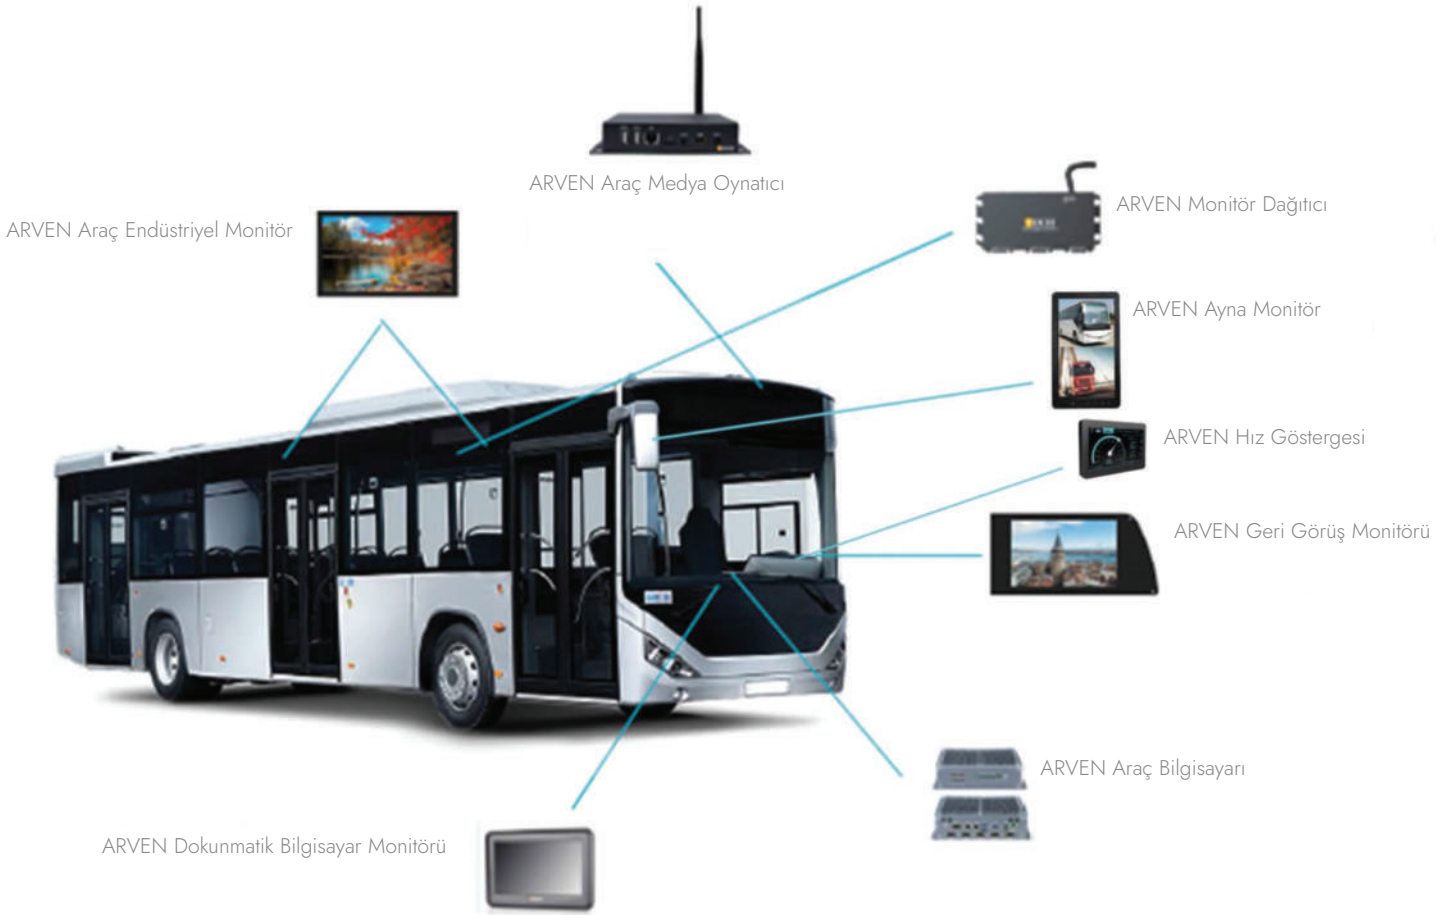 ARVEN Araç Medya Oynatıcı
ARVEN Monitör Dağıtıcı
ARVEN Araç Endüstriyel Monitör
ARVEN Ayna Monitör
ARVEN Hız Göstergesi
ARVEN Geri Görüş Monitörü
ARVEN Araç Bilgisayarı
ARVEN Dokunmatik Bilgisayar Monitörü